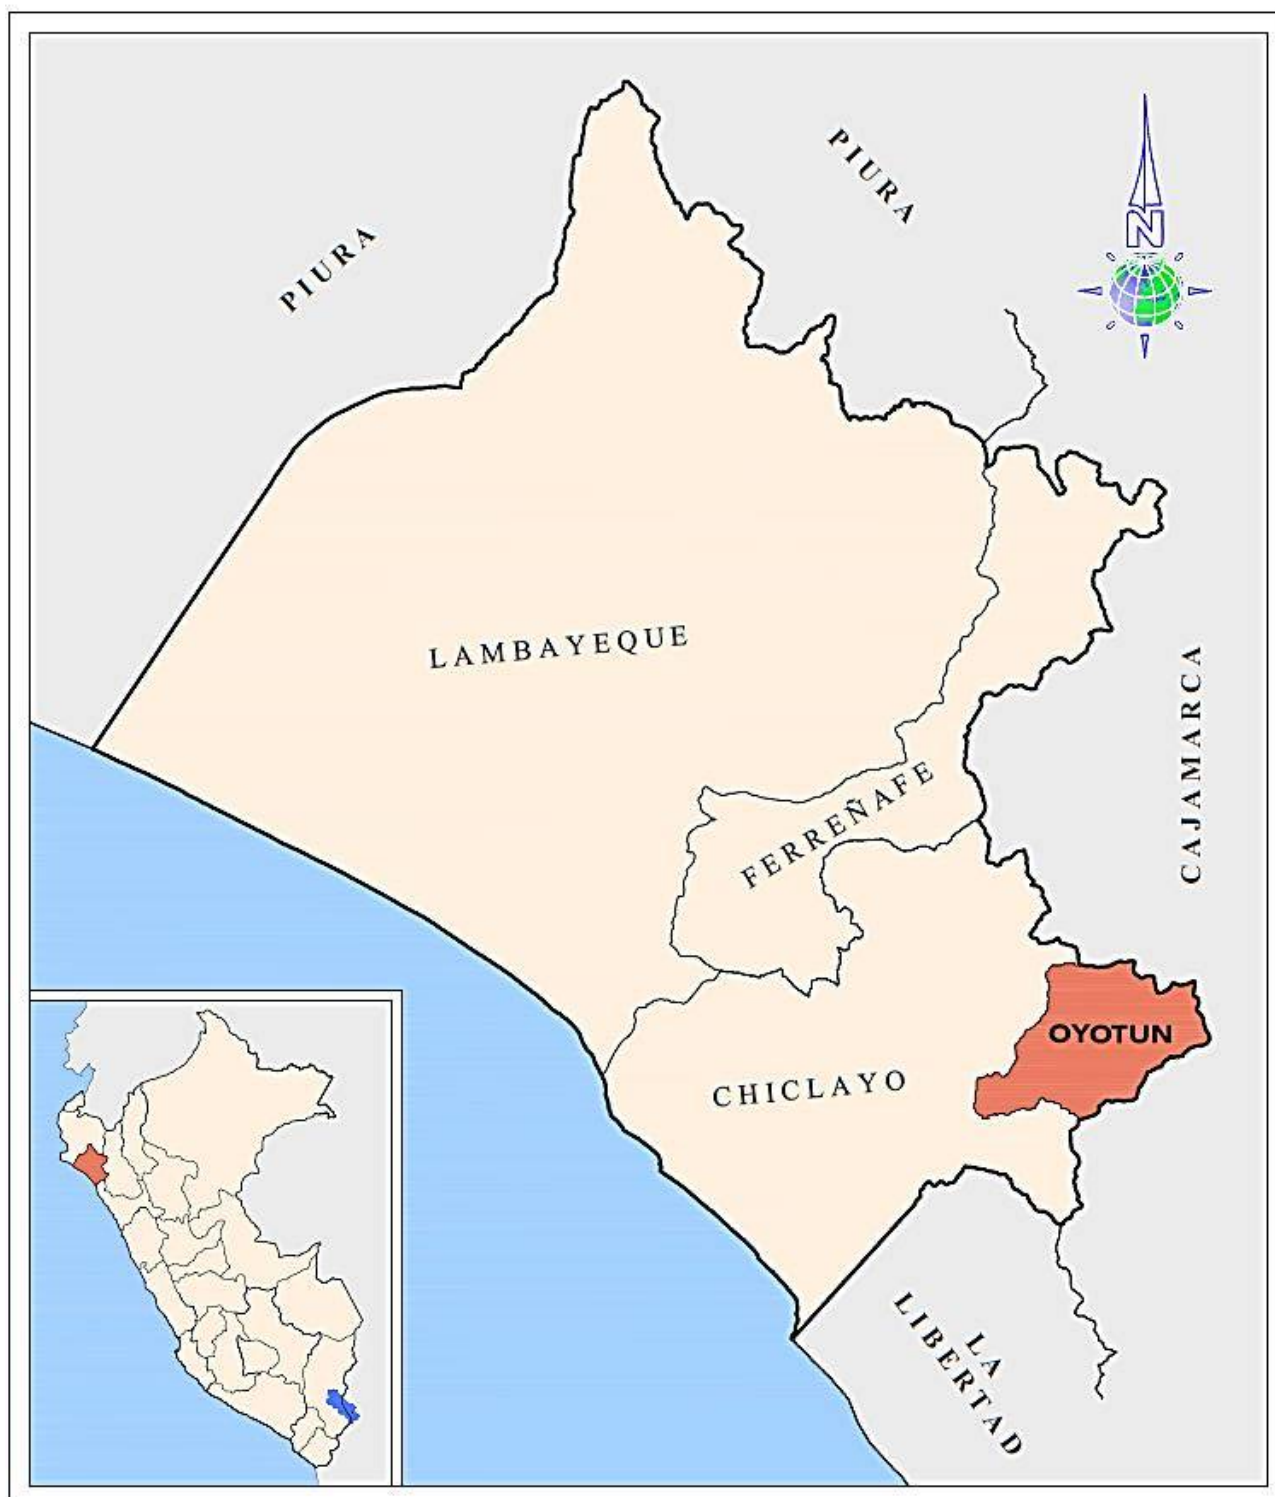 PIURA
PIURA
N
LAMBAYEQUE
CAJAMARCA
FERREÑAFE
OYOTUN
CHICLAYO
LA
LIBERTAD